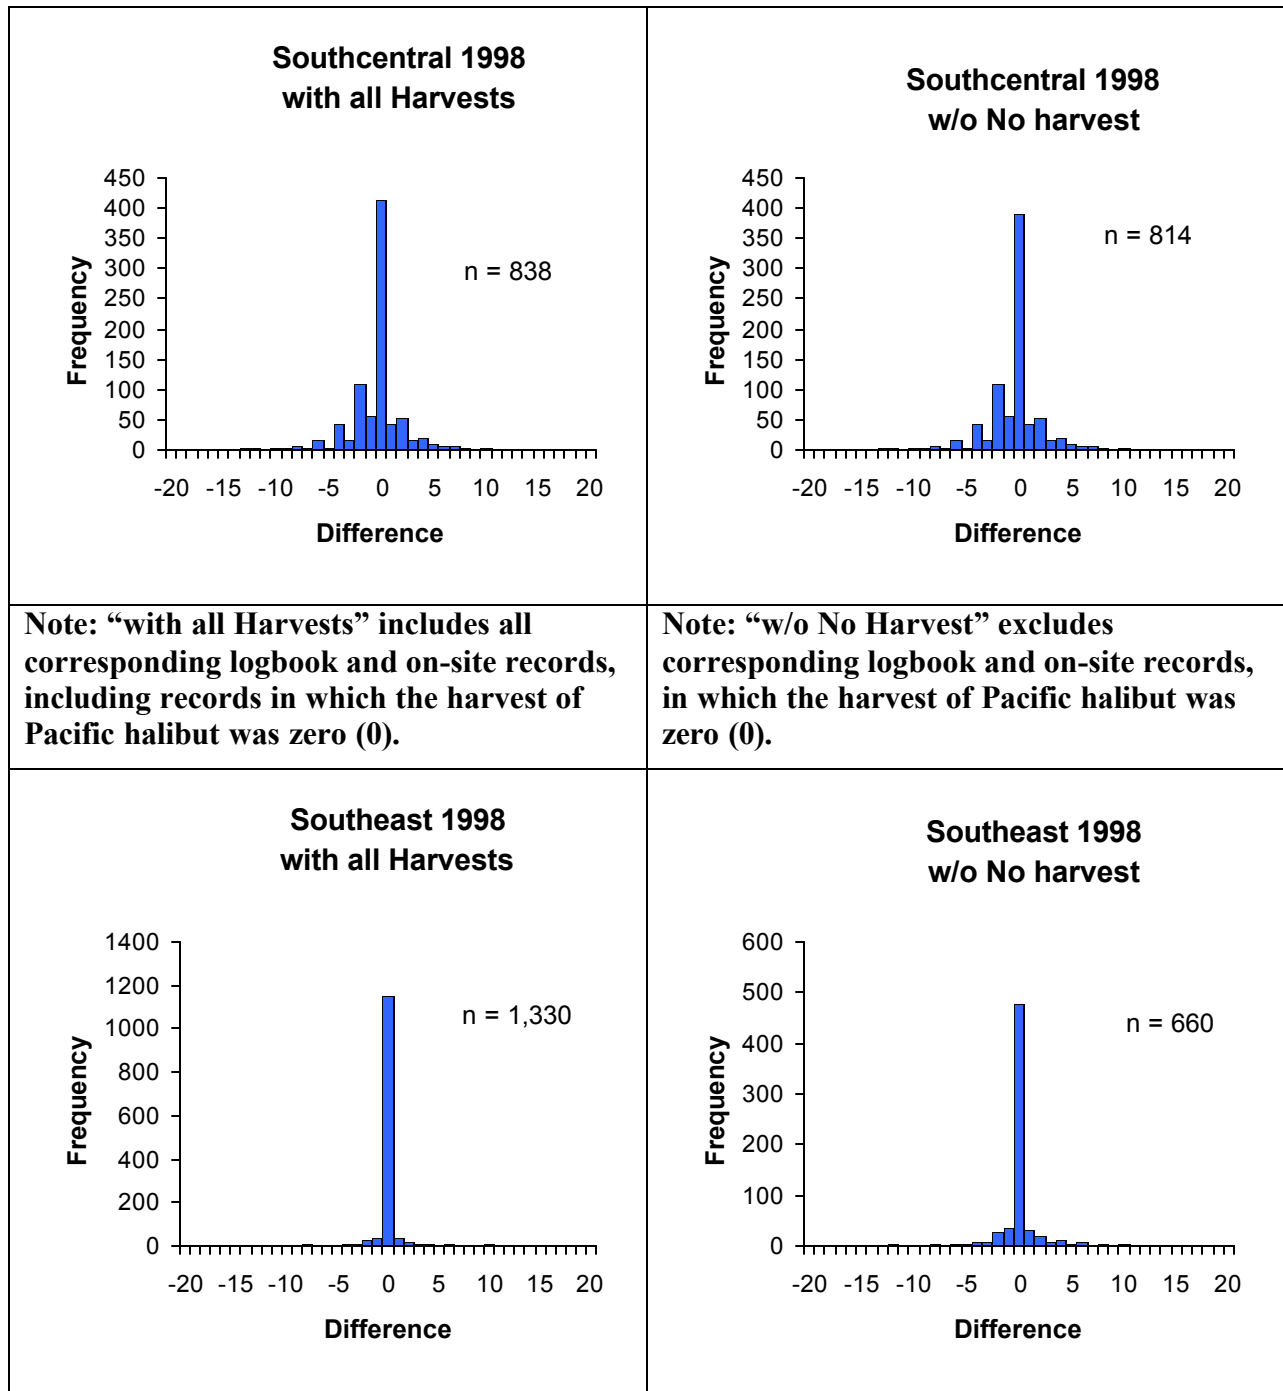 Southcentral 1998
with all Harvests
450
400
350
300
250
200
150
100
50
0
Frequency
n = 838
-20 -15 -10 -5 0 5 10 15 20
Difference
Southcentral 1998
w/o No harvest
450
400
350
300
250
200
150
100
50
0
Frequency
n = 814
-20 -15 -10 -5 0 5 10 15 20
Difference
Note: “with all Harvests” includes all
corresponding logbook and on-site records,
including records in which the harvest of
Pacific halibut was zero (0).
Note: “w/o No Harvest” excludes
corresponding logbook and on-site records,
in which the harvest of Pacific halibut was
zero (0).
Southeast 1998
with all Harvests
1400
1200
1000
800
600
400
200
0
Frequency
n = 1,330
-20 -15 -10 -5 0 5 10 15 20
Difference
Southeast 1998
w/o No harvest
600
500
400
300
200
100
0
Frequency
n = 660
-20 -15 -10 -5 0 5 10 15 20
Difference